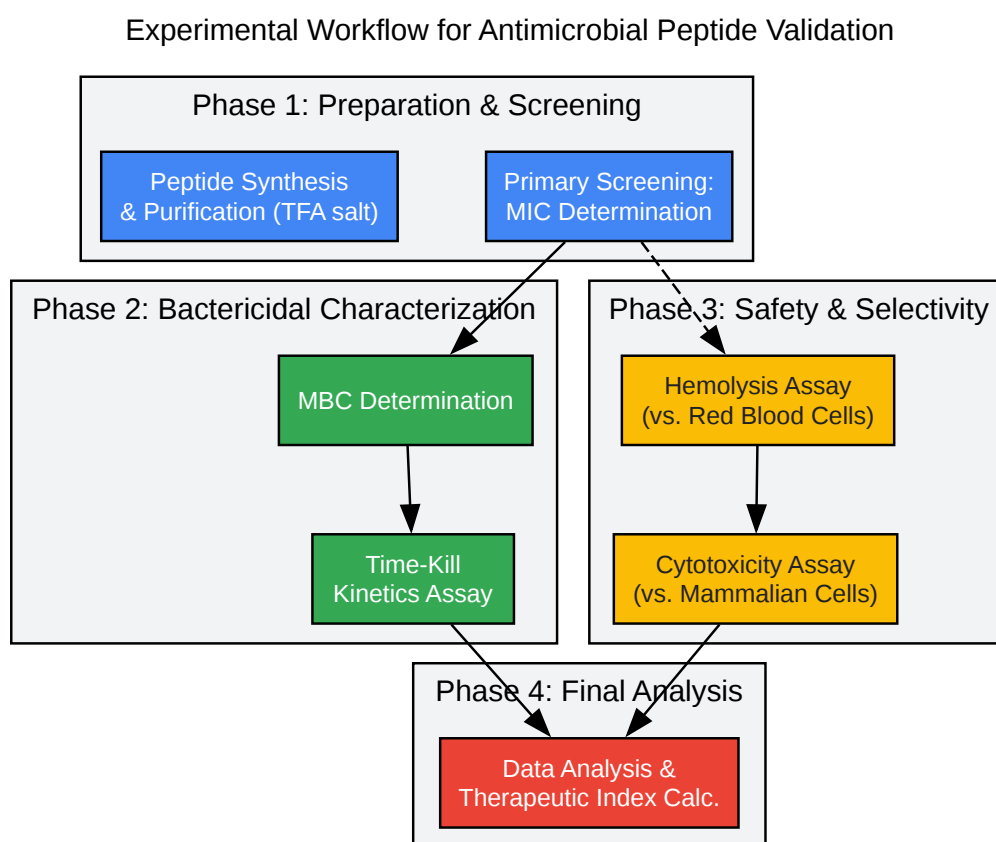 Experimental Workflow for Antimicrobial Peptide Validation
Phase 1: Preparation & Screening
Peptide Synthesis
& Purification (TFA salt)
Primary Screening:
MIC Determination
Phase 2: Bactericidal Characterization
MBC Determination
Time-Kill
Kinetics Assay
Phase 3: Safety & Selectivity
Hemolysis Assay
(vs. Red Blood Cells)
Cytotoxicity Assay
(vs. Mammalian Cells)
Phase 4: Final Analysis
Data Analysis &
Therapeutic Index Calc.